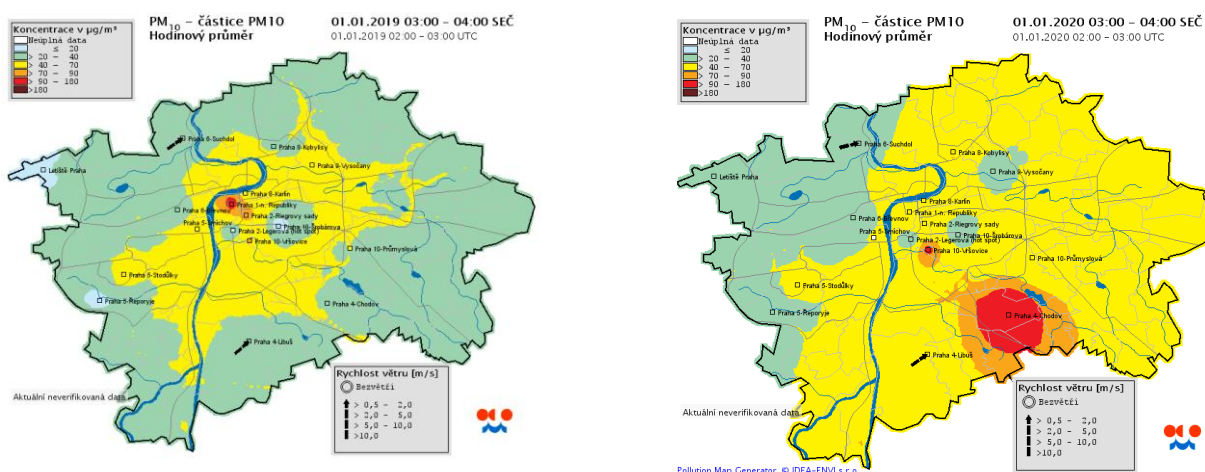 PM10 – částice PM10
Hodinový průměr
01.01.2019 03:00 – 04:00 SEČ
01.01.2019 02:00 – 03:00 UTC
Koncentrace v µg/m³
Neúplná data
≤ 20
> 20 - 40
> 40 - 70
> 70 - 90
> 90 - 180
>180
Praha 6-Suchdol
Praha 8-Kobylisy
Letiště Praha
Praha 9-Vysočany
Praha 8-Karlín
Praha 1-n. Republiky
Praha 6-Břevnov
Praha 2-Riegrovy sady
Praha 5-Smíchov
Praha 10-Šrobárova
Praha 2-Legerova (hot spot)
Praha 10-Vršovice
Praha 10-Průmyslová
Praha 5-Stodůlky
Praha 5-Řeporyje
Praha 4-Chodov
Praha 4-Libuš
Aktuální neverifikovaná data
Rychlost větru [m/s]
Bezvětří
> 0,5 - 2,0
> 2,0 - 5,0
> 5,0 - 10,0
>10,0
PM10 – částice PM10
Hodinový průměr
01.01.2020 03:00 – 04:00 SEČ
01.01.2020 02:00 – 03:00 UTC
Koncentrace v µg/m³
Neúplná data
≤ 20
> 20 - 40
> 40 - 70
> 70 - 90
> 90 - 180
>180
Praha 6-Suchdol
Praha 8-Kobylisy
Letiště Praha
Praha 9-Vysočany
Praha 8-Karlín
Praha 1-n. Republiky
Praha 6-Břevnov
Praha 2-Riegrovy sady
Praha 5-Smíchov
Praha 10-Šrobárova
Praha 2-Legerova (hot spot)
Praha 10-Vršovice
Praha 10-Průmyslová
Praha 5-Stodůlky
Praha 5-Řeporyje
Praha 4-Chodov
Praha 4-Libuš
Aktuální neverifikovaná data
Rychlost větru [m/s]
Bezvětří
> 0,5 - 2,0
> 2,0 - 5,0
> 5,0 - 10,0
>10,0
Pollution Map Generator, © IDEA-ENVI s.r.o.